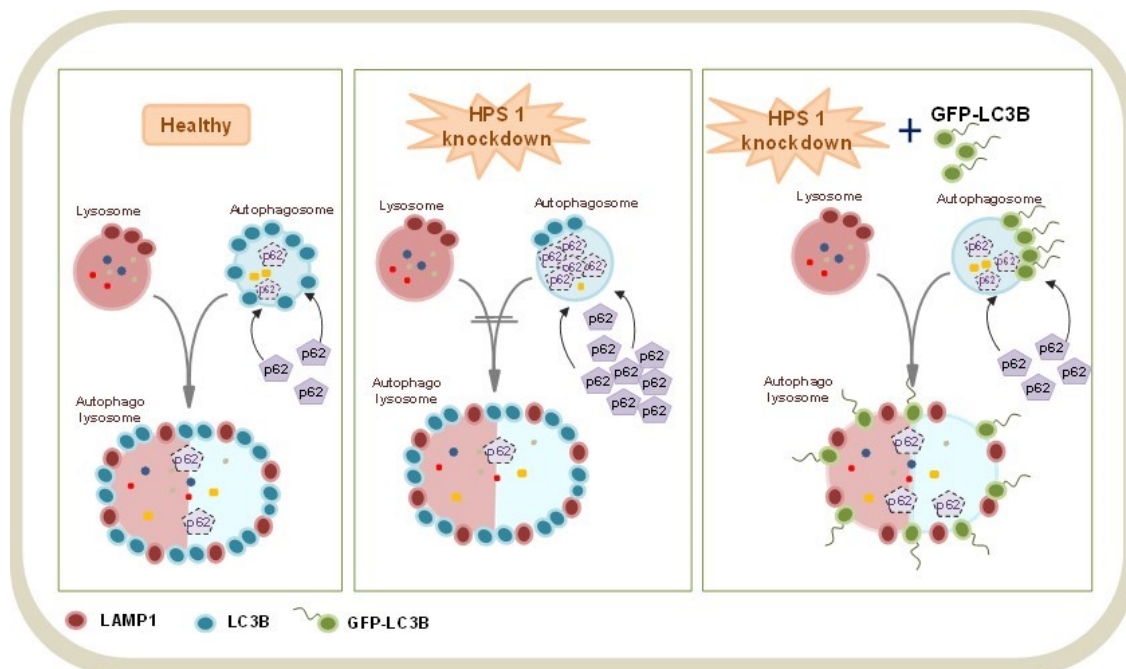 Healthy
Lysosome
Autophagosome
p62
p62
p62
p62
p62
Autophago
lysosome
p62
p62
HPS 1
knockdown
Lysosome
Autophagosome
p62
p62
p62
p62
p62
p62
p62
p62
p62
p62
p62
p62
p62
p62
Autophago
lysosome
p62
HPS 1
knockdown
+
GFP-LC3B
Lysosome
Autophagosome
p62
p62
p62
p62
p62
p62
p62
Autophago
lysosome
p62
p62
p62
LAMP1
LC3B
GFP-LC3B